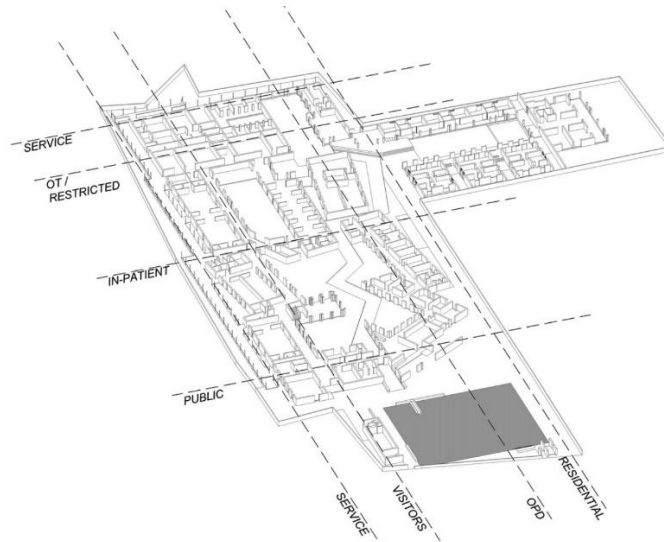 SERVICE
OT /
RESTRICTED
IN-PATIENT
PUBLIC
SERVICE
VISITORS
OPD
RESIDENTIAL